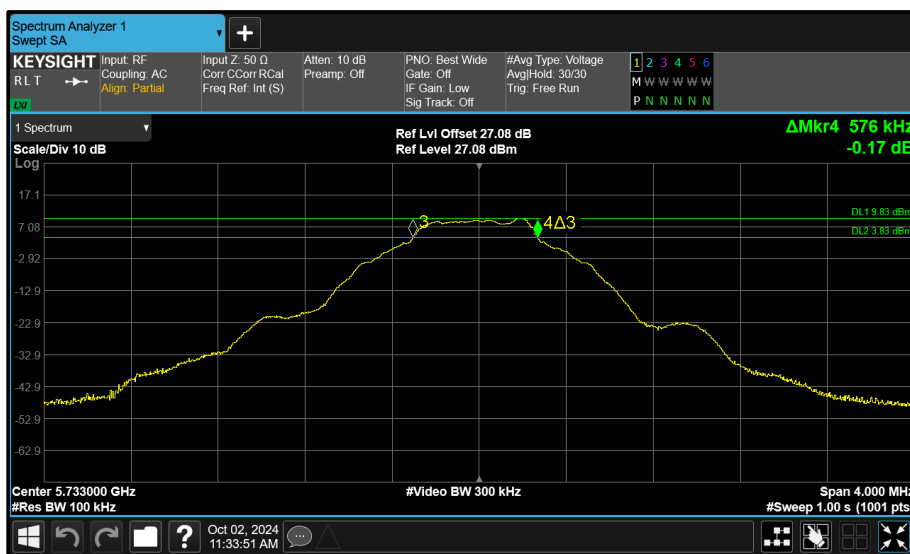 Spectrum Analyzer 1
Swept SA
+
KEYSIGHT
RLT
LXI
Input: RF
Coupling: AC
Align: Partial
Input Z: 50 Ω
Corr CCorr RCal
Freq Ref: Int (S)
Atten: 10 dB
Preamp: Off
PNO: Best Wide
Gate: Off
IF Gain: Low
Sig Track: Off
#Avg Type: Voltage
Avg|Hold: 30/30
Trig: Free Run
1 2 3 4 5 6
M W W W W W
P N N N N N
1 Spectrum
Scale/Div 10 dB
Ref Lvl Offset 27.08 dB
Ref Level 27.08 dBm
ΔMkr4 576 kHz
-0.17 dB
Log
17.1
7.08
-2.92
-12.9
-22.9
-32.9
-42.9
-52.9
-62.9
3
4Δ3
DL1 9.83 dBm
DL2 3.83 dBm
Center 5.733000 GHz
#Video BW 300 kHz
Span 4.000 MHz
#Res BW 100 kHz
#Sweep 1.00 s (1001 pts
?
Oct 02, 2024
11:33:51 AM